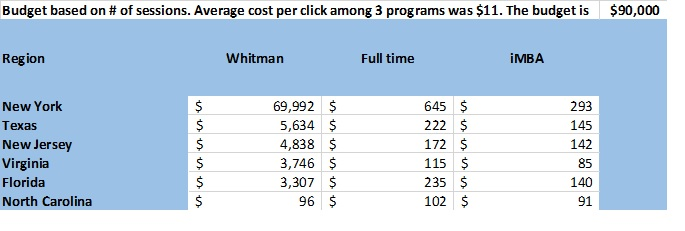 Budget based on # of sessions. Average cost per click among 3 programs was $11. The budget is $90,000
Region Whitman Full time iMBA
New York $ 69,992 $ 645 $ 293
Texas $ 5,634 $ 222 $ 145
New Jersey $ 4,838 $ 172 $ 142
Virginia $ 3,746 $ 115 $ 85
Florida $ 3,307 $ 235 $ 140
North Carolina $ 96 $ 102 $ 91